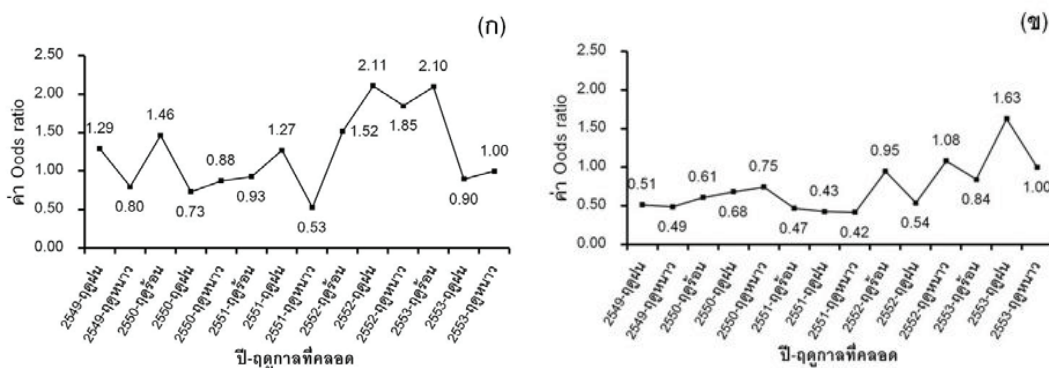 (ก)
ค่า Oods ratio
2.50
2.00
1.50
1.00
0.50
0.00
1.29
0.80
1.46
0.73
0.88
0.93
1.27
0.53
1.52
2.11
1.85
2.10
0.90
1.00
2549-ฤดูฝน
2549-ฤดูหนาว
2550-ฤดูร้อน
2550-ฤดูฝน
2550-ฤดูหนาว
2551-ฤดูร้อน
2551-ฤดูฝน
2551-ฤดูหนาว
2552-ฤดูร้อน
2552-ฤดูฝน
2552-ฤดูหนาว
2553-ฤดูร้อน
2553-ฤดูฝน
2553-ฤดูหนาว
ปี-ฤดูกาลที่คลอด
(ข)
ค่า Oods ratio
2.50
2.00
1.50
1.00
0.50
0.00
0.51
0.49
0.61
0.68
0.75
0.47
0.43
0.42
0.95
0.54
1.08
0.84
1.63
1.00
2549-ฤดูฝน
2549-ฤดูหนาว
2550-ฤดูร้อน
2550-ฤดูฝน
2550-ฤดูหนาว
2551-ฤดูร้อน
2551-ฤดูฝน
2551-ฤดูหนาว
2552-ฤดูร้อน
2552-ฤดูฝน
2552-ฤดูหนาว
2553-ฤดูร้อน
2553-ฤดูฝน
2553-ฤดูหนาว
ปี-ฤดูกาลที่คลอด